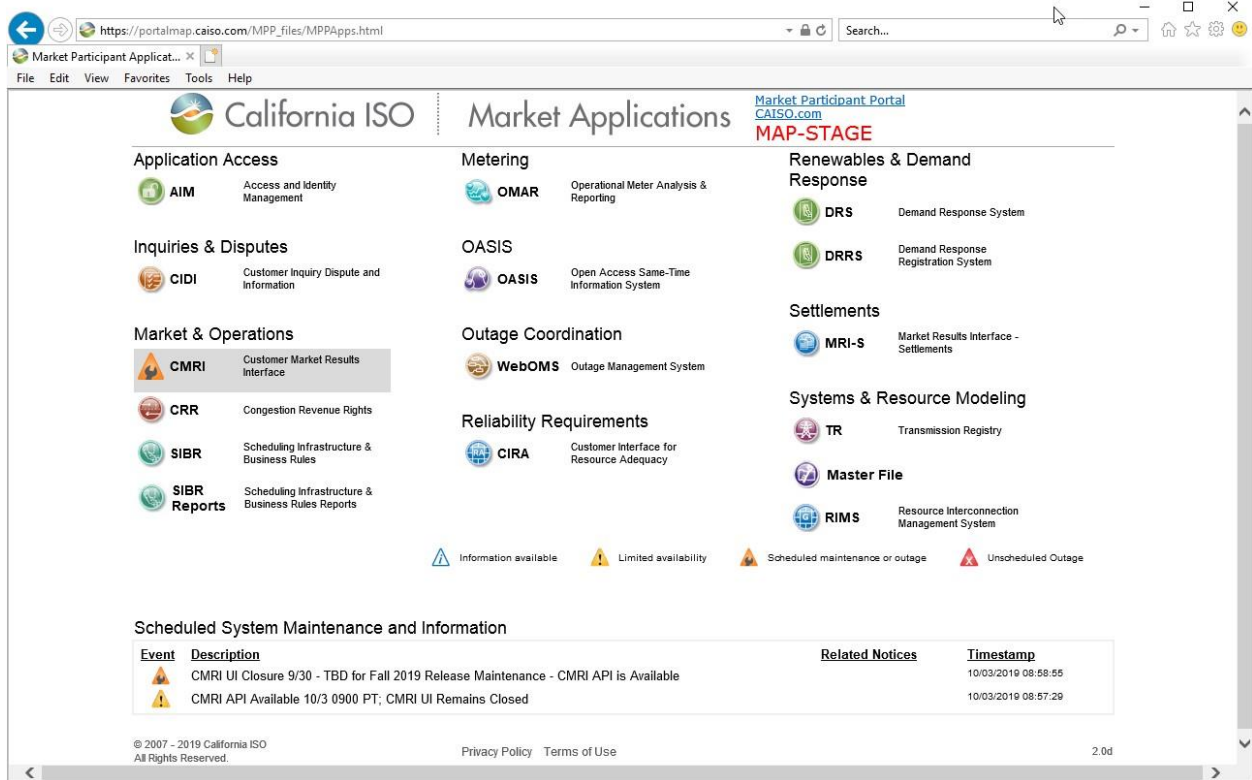 https://portalmap.caiso.com/MPP_files/MPPApps.html
Search...
Market Participant Applicat...
File Edit View Favorites Tools Help
California ISO
Market Applications
Market Participant Portal
CAISO.com
MAP-STAGE
Application Access
AIM
Access and Identity
Management
Inquiries & Disputes
CIDI
Customer Inquiry Dispute and
Information
Market & Operations
CMRI
Customer Market Results
Interface
CRR
Congestion Revenue Rights
SIBR
Scheduling Infrastructure &
Business Rules
SIBR
Reports
Scheduling Infrastructure &
Business Rules Reports
Metering
OMAR
Operational Meter Analysis &
Reporting
OASIS
OASIS
Open Access Same-Time
Information System
Outage Coordination
WebOMS
Outage Management System
Reliability Requirements
RA
CIRA
Customer Interface for
Resource Adequacy
Renewables & Demand
Response
DRS
Demand Response System
DRRS
Demand Response
Registration System
Settlements
MRI-S
Market Results Interface -
Settlements
Systems & Resource Modeling
TR
Transmission Registry
Master File
G
RIMS
Resource Interconnection
Management System
Information available
Limited availability
Scheduled maintenance or outage
Unscheduled Outage
Scheduled System Maintenance and Information
Event Description Related Notices Timestamp
CMRI UI Closure 9/30 - TBD for Fall 2019 Release Maintenance - CMRI API is Available 10/03/2019 08:58:55
CMRI API Available 10/3 0900 PT; CMRI UI Remains Closed 10/03/2019 08:57:29
© 2007 - 2019 California ISO
All Rights Reserved.
Privacy Policy Terms of Use
2.0d